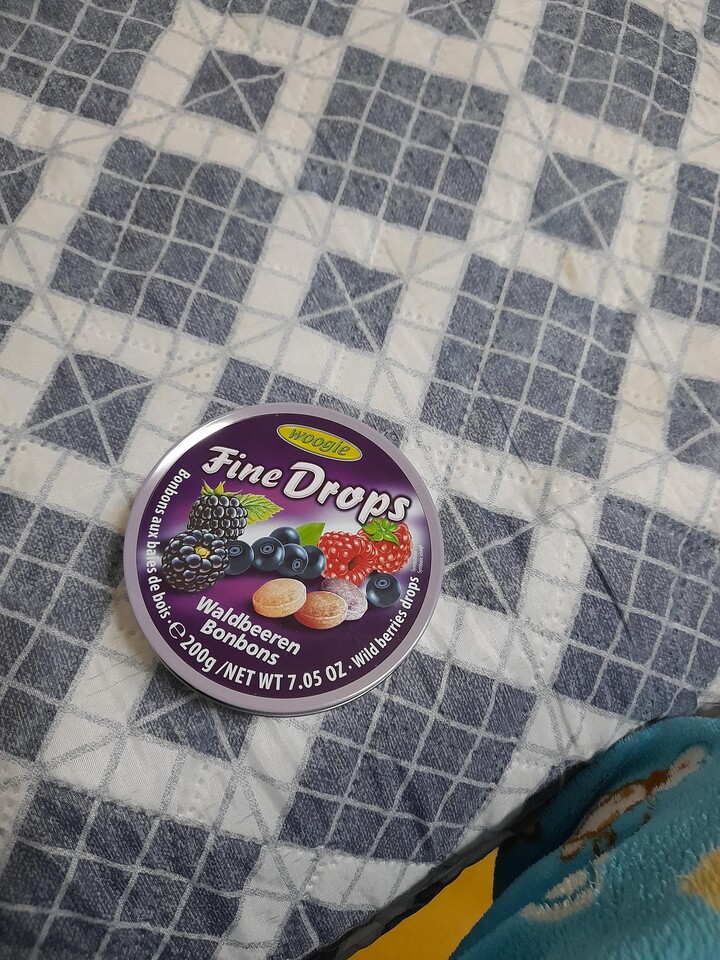 woogie
Fine Drops
Bonbons aux baies de bois ·
Waldbeeren
Bonbons
℮ 200g / NET WT 7.05 OZ · Wild berries drops